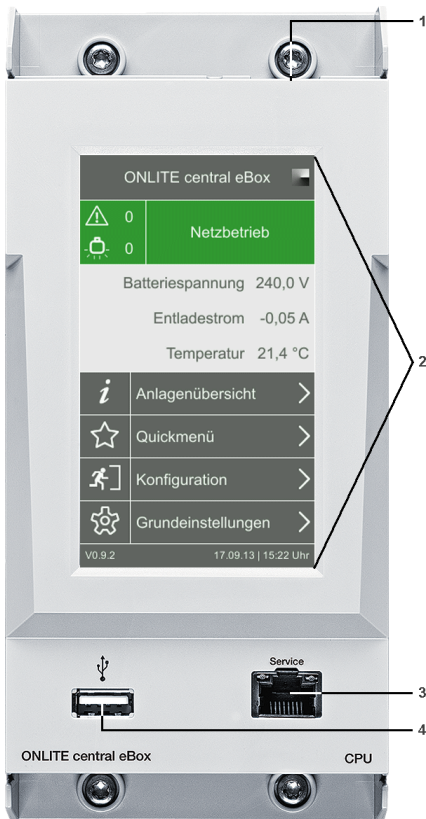 1
ONLITE central eBox
0
Netzbetrieb
0
Batteriespannung 240,0 V
Entladestrom -0,05 A
Temperatur 21,4 °C
2
Anlagenübersicht
Quickmenü
Konfiguration
Grundeinstellungen
V0.9.2 17.09.13 | 15:22 Uhr
Service
3
4
ONLITE central eBox CPU